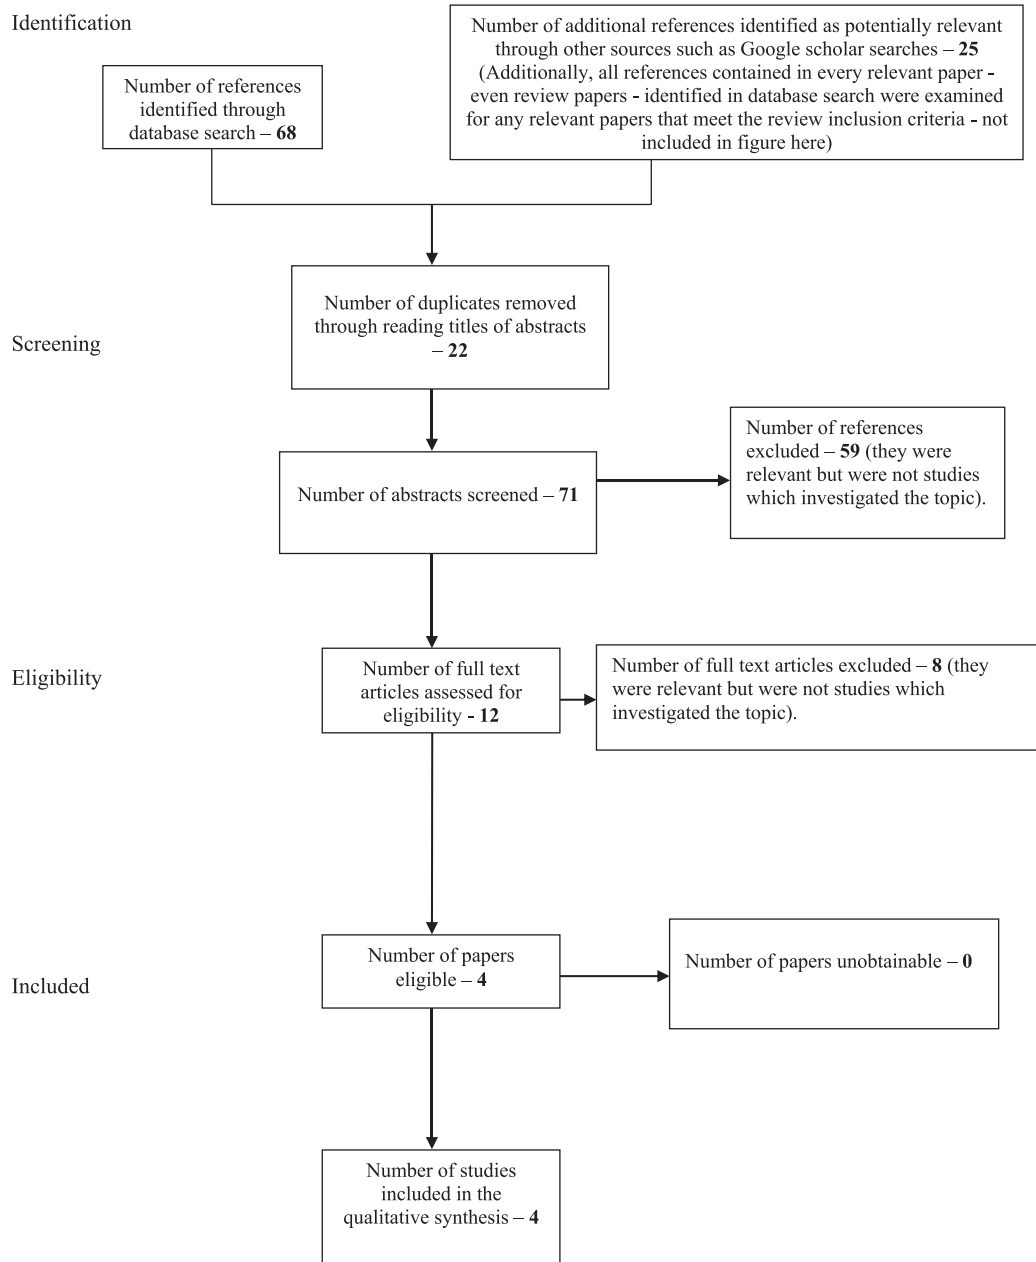 Identification
Number of additional references identified as potentially relevant
through other sources such as Google scholar searches – 25
(Additionally, all references contained in every relevant paper -
even review papers - identified in database search were examined
for any relevant papers that meet the review inclusion criteria - not
included in figure here)
Number of references
identified through
database search – 68
Number of duplicates removed
through reading titles of abstracts
– 22
Screening
Number of references
excluded – 59 (they were
relevant but were not studies
which investigated the topic).
Number of abstracts screened – 71
Eligibility
Number of full text
articles assessed for
eligibility - 12
Number of full text articles excluded – 8 (they
were relevant but were not studies which
investigated the topic).
Number of papers
eligible – 4
Number of papers unobtainable – 0
Included
Number of studies
included in the
qualitative synthesis – 4